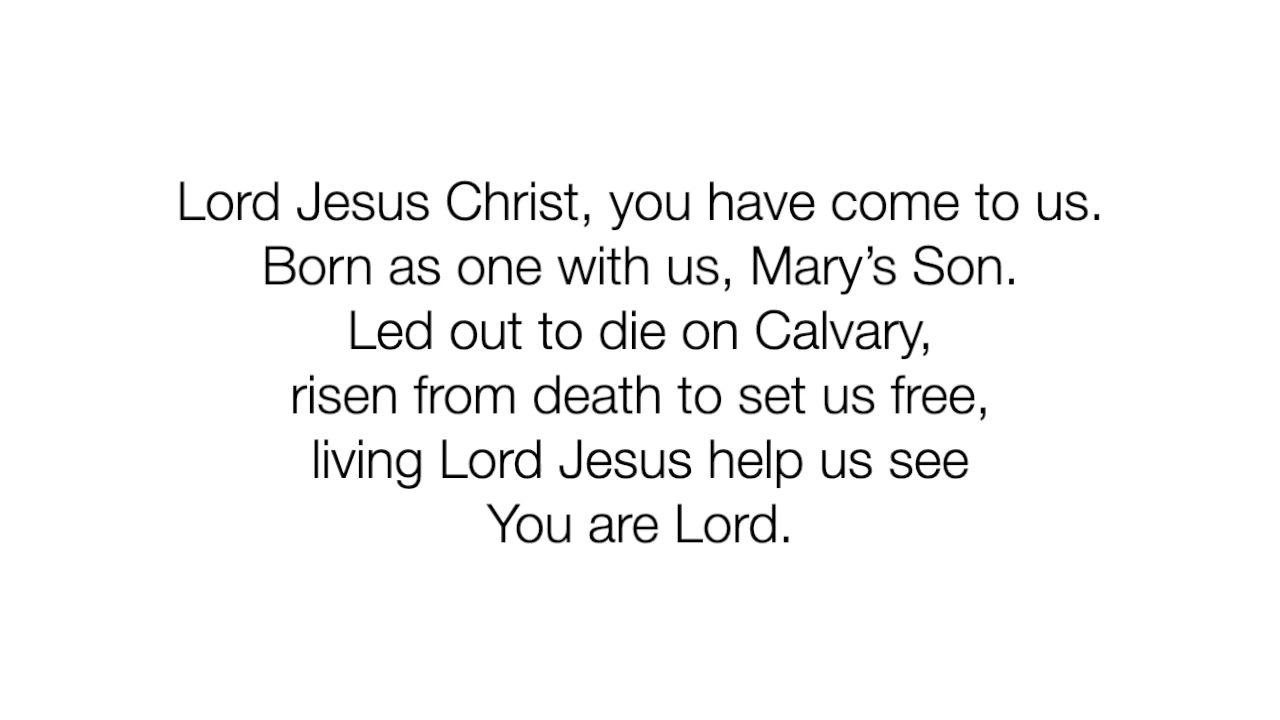 Lord Jesus Christ, you have come to us.
Born as one with us, Mary’s Son.
Led out to die on Calvary,
risen from death to set us free,
living Lord Jesus help us see
You are Lord.